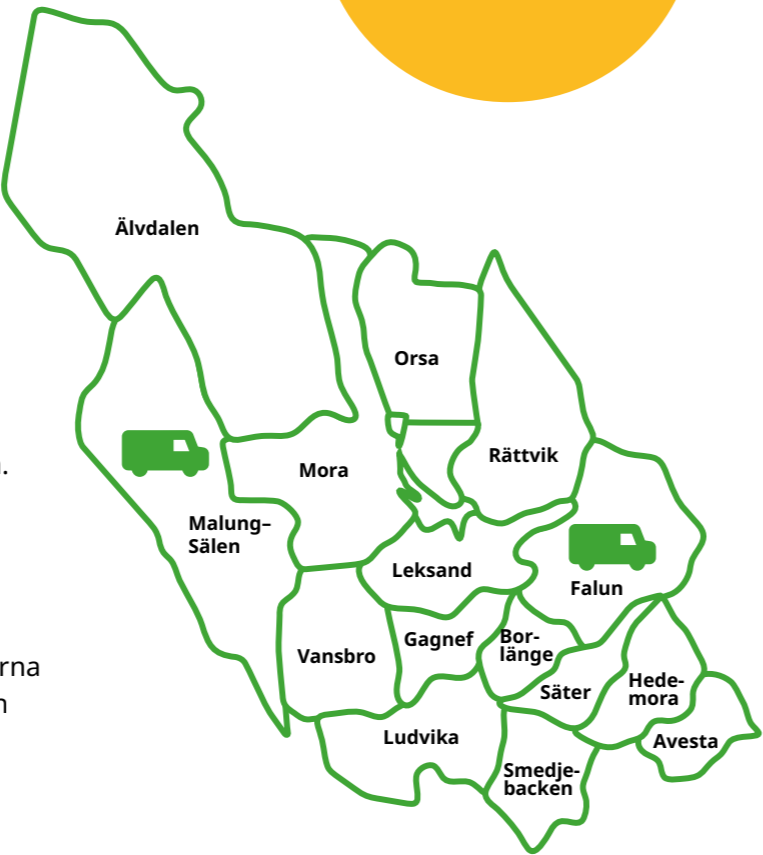 Älvdalen
Orsa
Rättvik
.
Mora
Malung–
Sälen
Leksand
Falun
Gagnef
Bor-
länge
Vansbro
rna
n
Säter
Hede-
mora
Ludvika
Avesta
Smedje-
backen